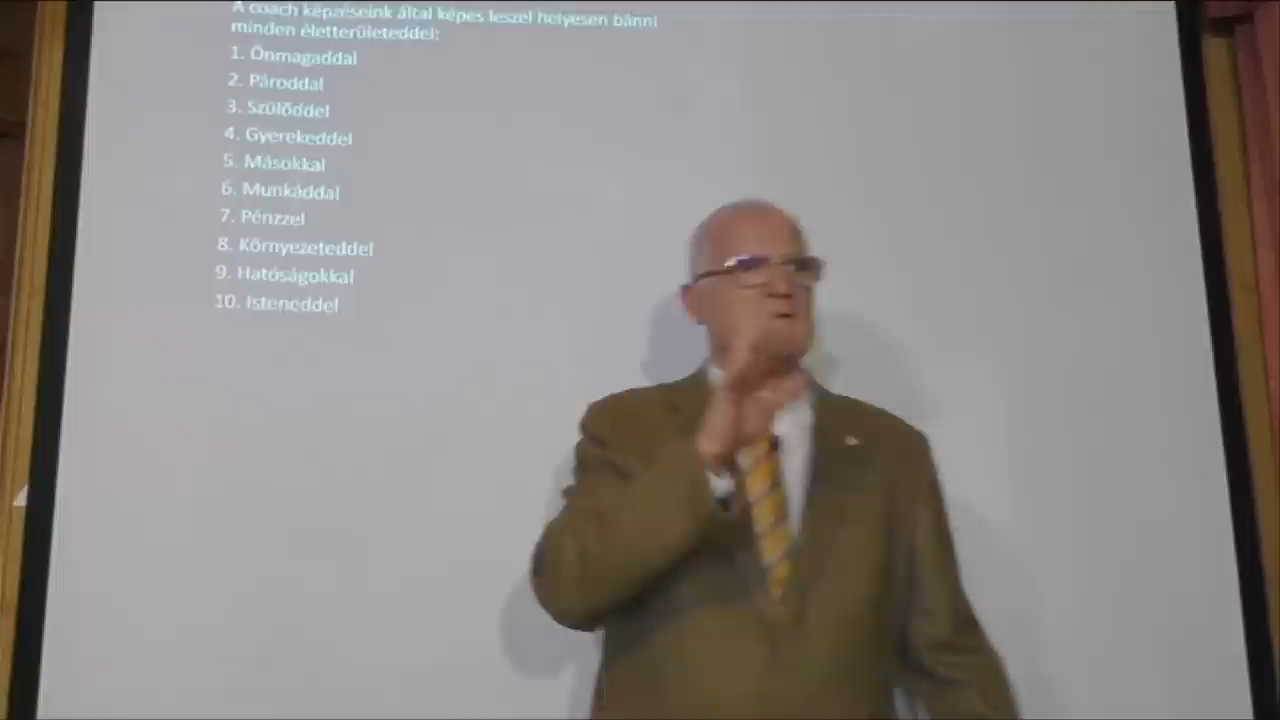 A coach képzéseink által képes leszel helyesen bánni
minden életterületeddel:
1. Önmagaddal
2. Pároddal
3. Szülőddel
4. Gyerekeddel
5. Másokkal
6. Munkáddal
7. Pénzzel
8. Környezeteddel
9. Hatóságokkal
10. Isteneddel